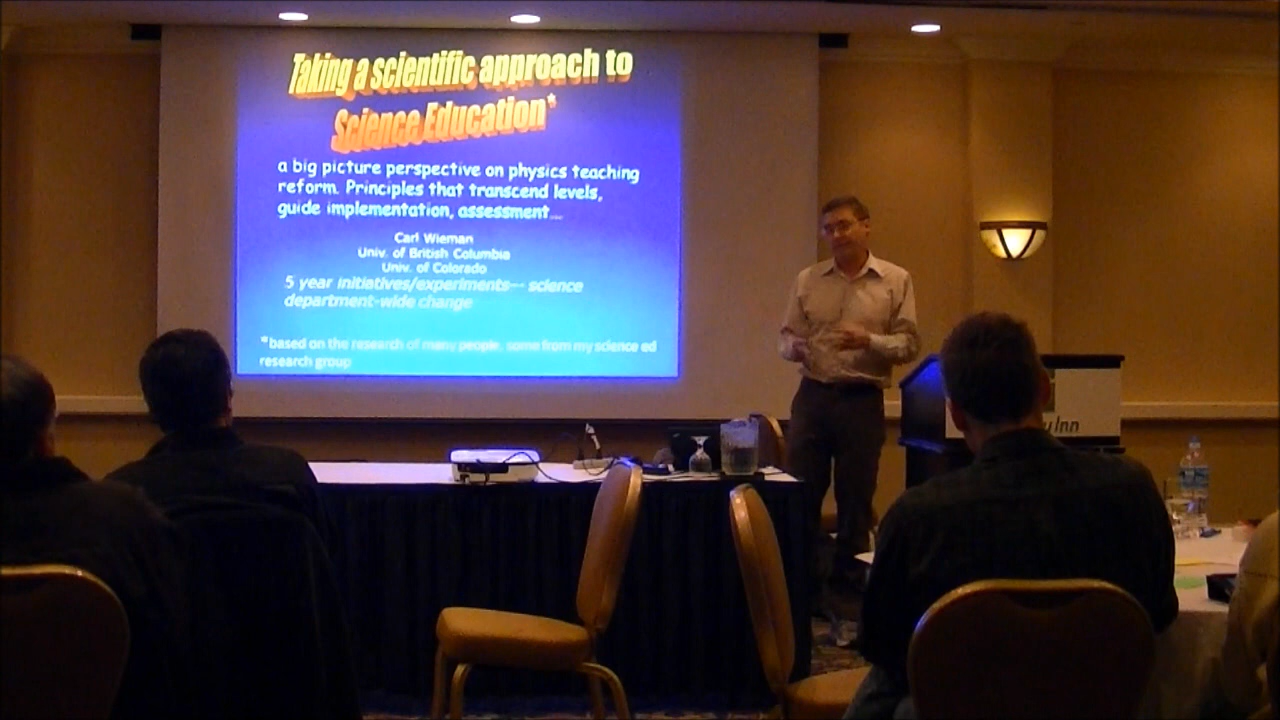 Taking a scientific approach to
Science Education*
a big picture perspective on physics teaching
reform. Principles that transcend levels,
guide implementation, assessment...
Carl Wieman
Univ. of British Columbia
Univ. of Colorado
5 year initiatives/experiments-- science
department-wide change
*based on the research of many people, some from my science ed
research group
Inn